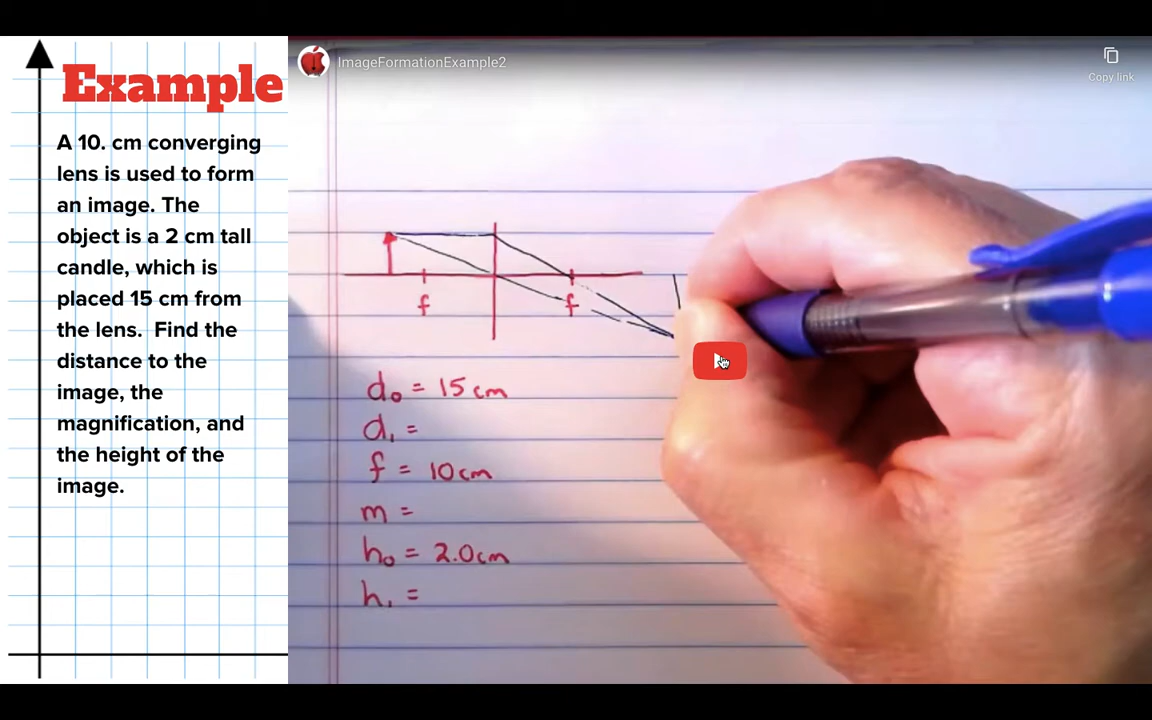 Example
A 10. cm converging
lens is used to form
an image. The
object is a 2 cm tall
candle, which is
placed 15 cm from
the lens. Find the
distance to the
image, the
magnification, and
the height of the
image.
ImageFormationExample2
Copy link
f
f
do = 15 cm
di =
f = 10 cm
m =
ho = 2.0 cm
hi =